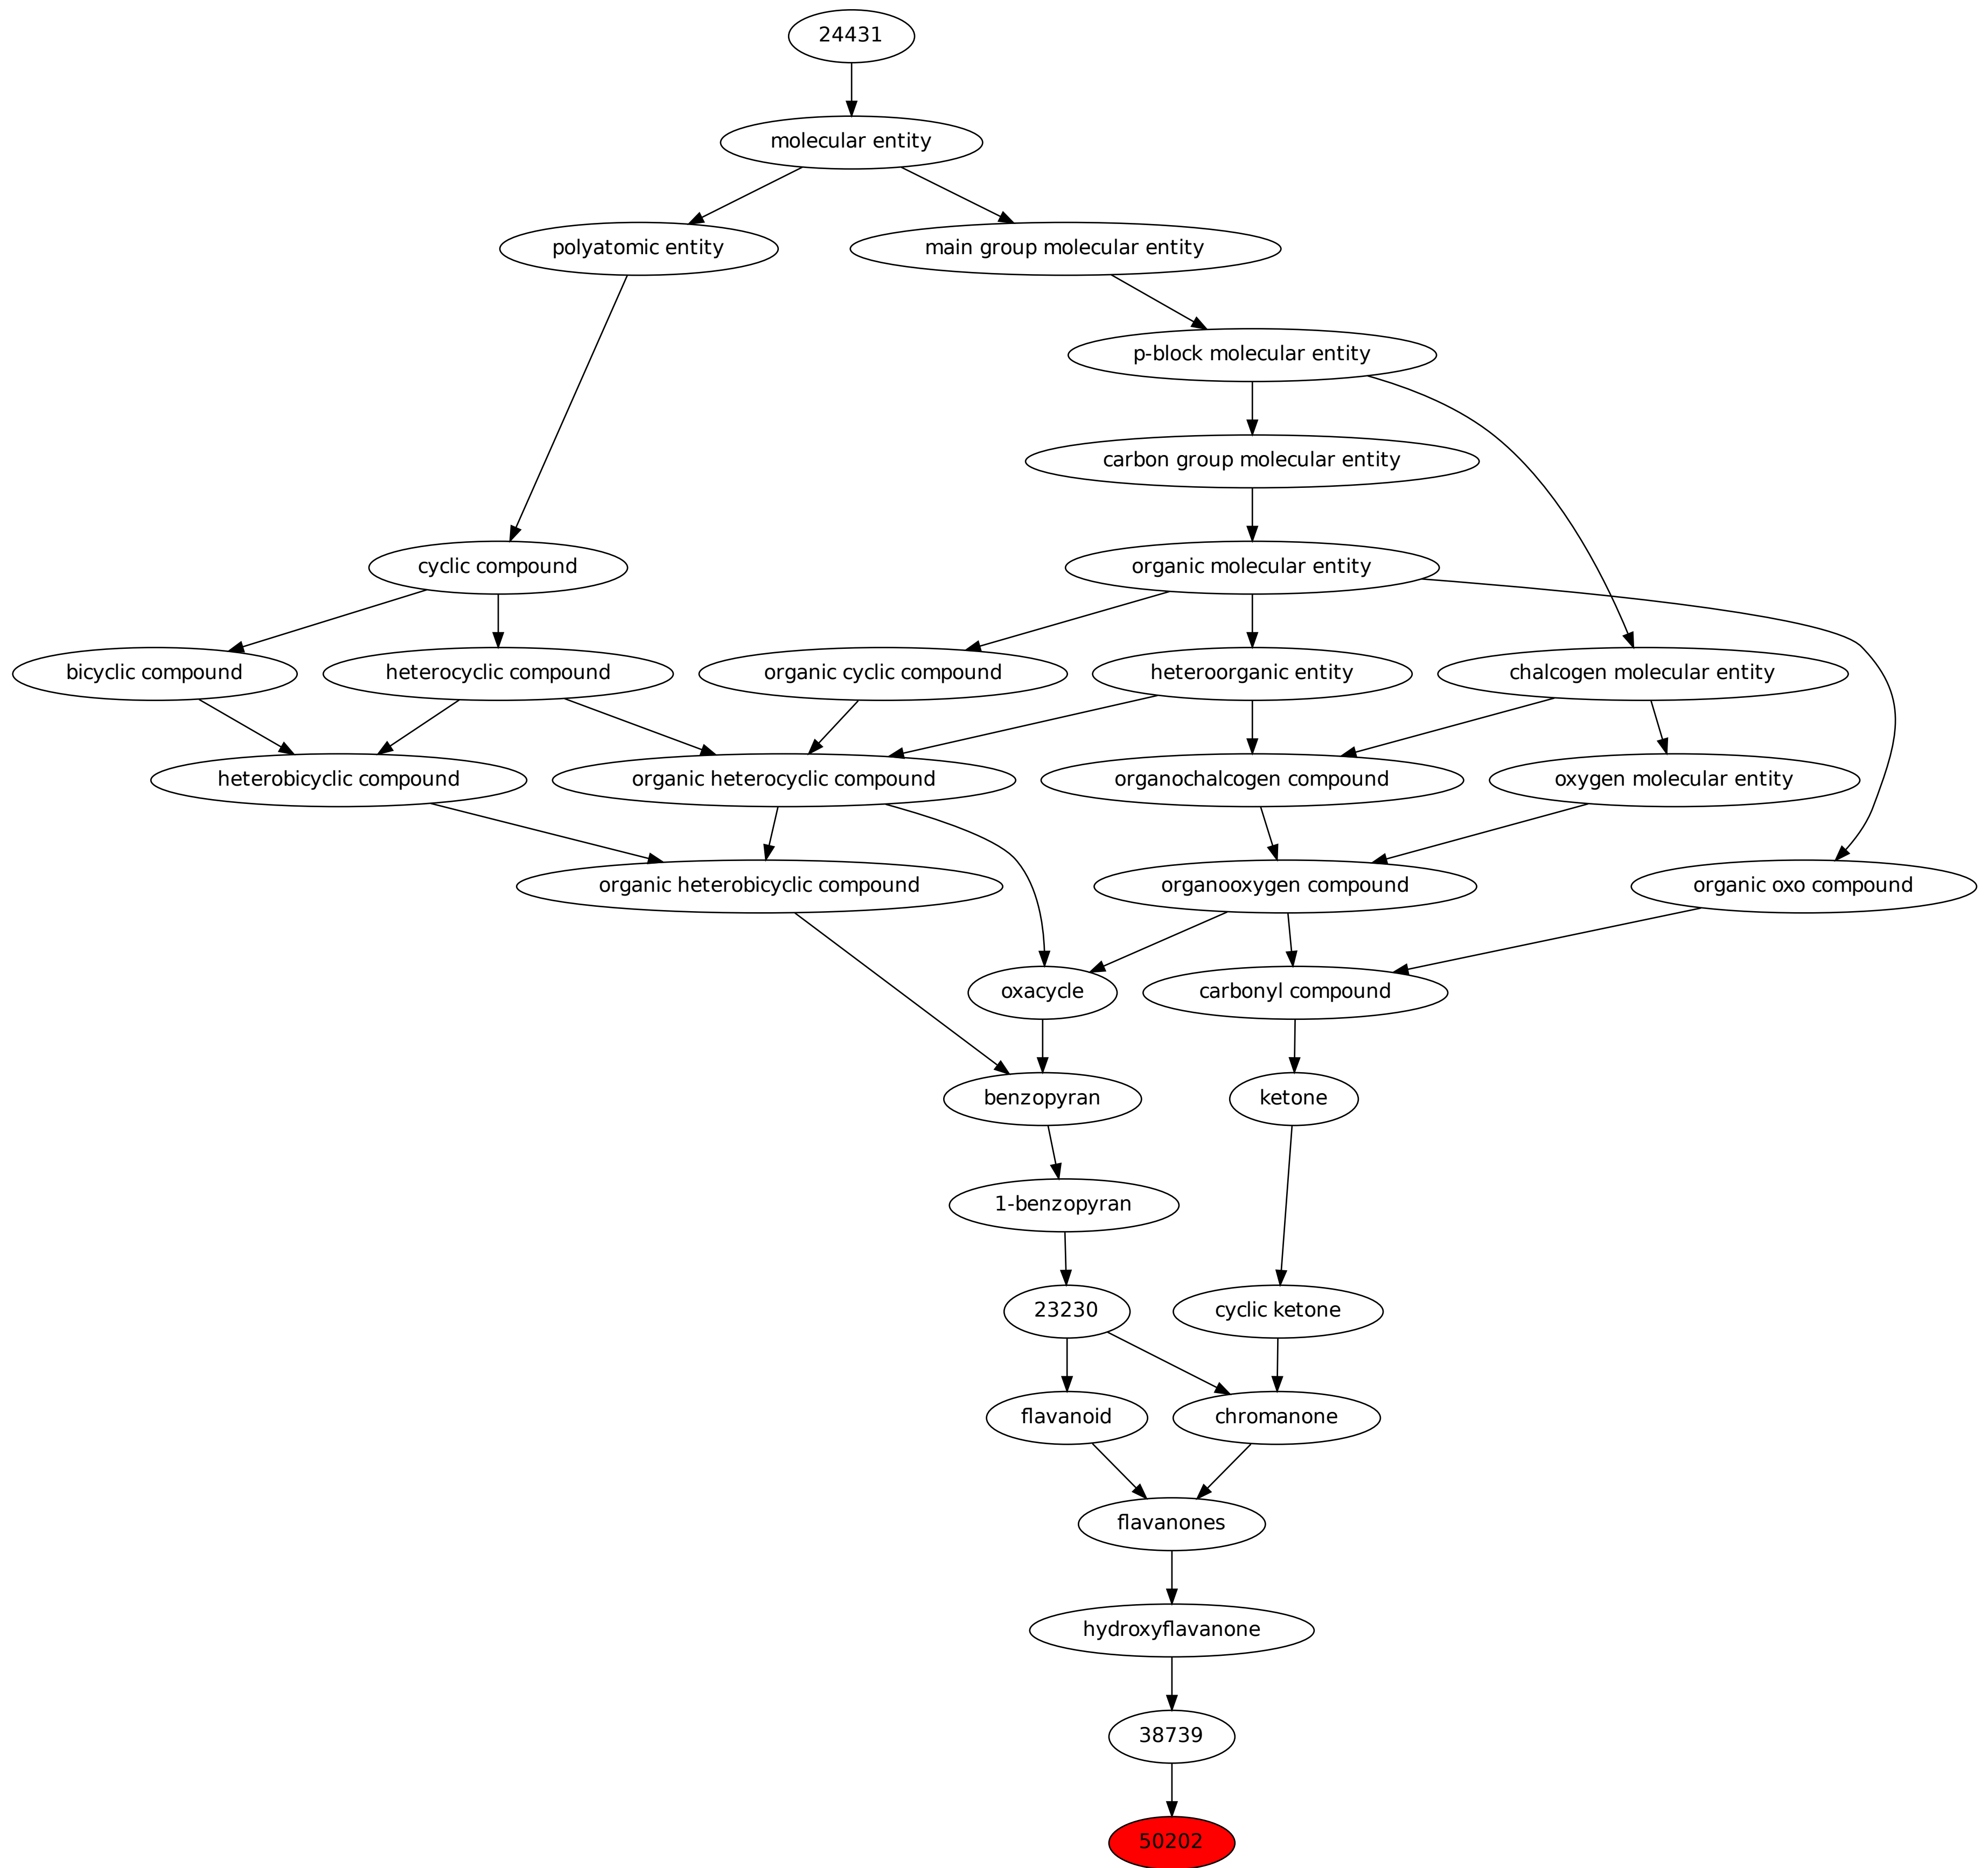 24431
molecular entity
polyatomic entity
main group molecular entity
p-block molecular entity
carbon group molecular entity
cyclic compound
organic molecular entity
bicyclic compound
heterocyclic compound
organic cyclic compound
heteroorganic entity
chalcogen molecular entity
heterobicyclic compound
organic heterocyclic compound
organochalcogen compound
oxygen molecular entity
organic heterobicyclic compound
organooxygen compound
organic oxo compound
oxacycle
carbonyl compound
benzopyran
ketone
1-benzopyran
23230
cyclic ketone
flavanoid
chromanone
flavanones
hydroxyflavanone
38739
50202